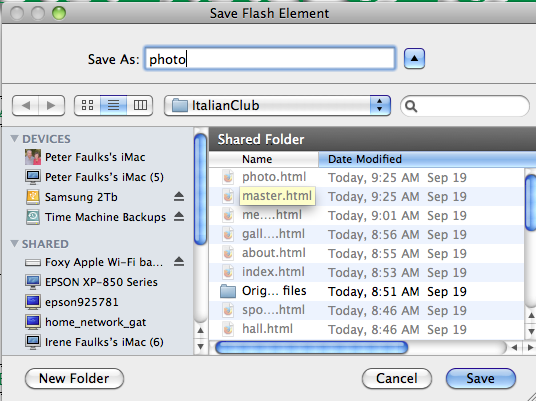 Save Flash Element
Save As: photo
ItalianClub
DEVICES
Peter Faulks's iMac
Peter Faulks's iMac (5)
Samsung 2Tb
Time Machine Backups
SHARED
Foxy Apple Wi-Fi ba...
EPSON XP-850 Series
epson925781
home_network_gat
Irene Faulks's iMac (6)
Shared Folder
Name Date Modified
photo.html Today, 9:25 AM Sep 19
master.html Today, 9:25 AM Sep 19
me....html Today, 9:01 AM Sep 19
gall....html Today, 8:56 AM Sep 19
about.html Today, 8:55 AM Sep 19
index.html Today, 8:53 AM Sep 19
Orig... files Today, 8:51 AM Sep 19
spo....html Today, 8:46 AM Sep 19
hall.html Today, 8:46 AM Sep 19
New Folder Cancel Save